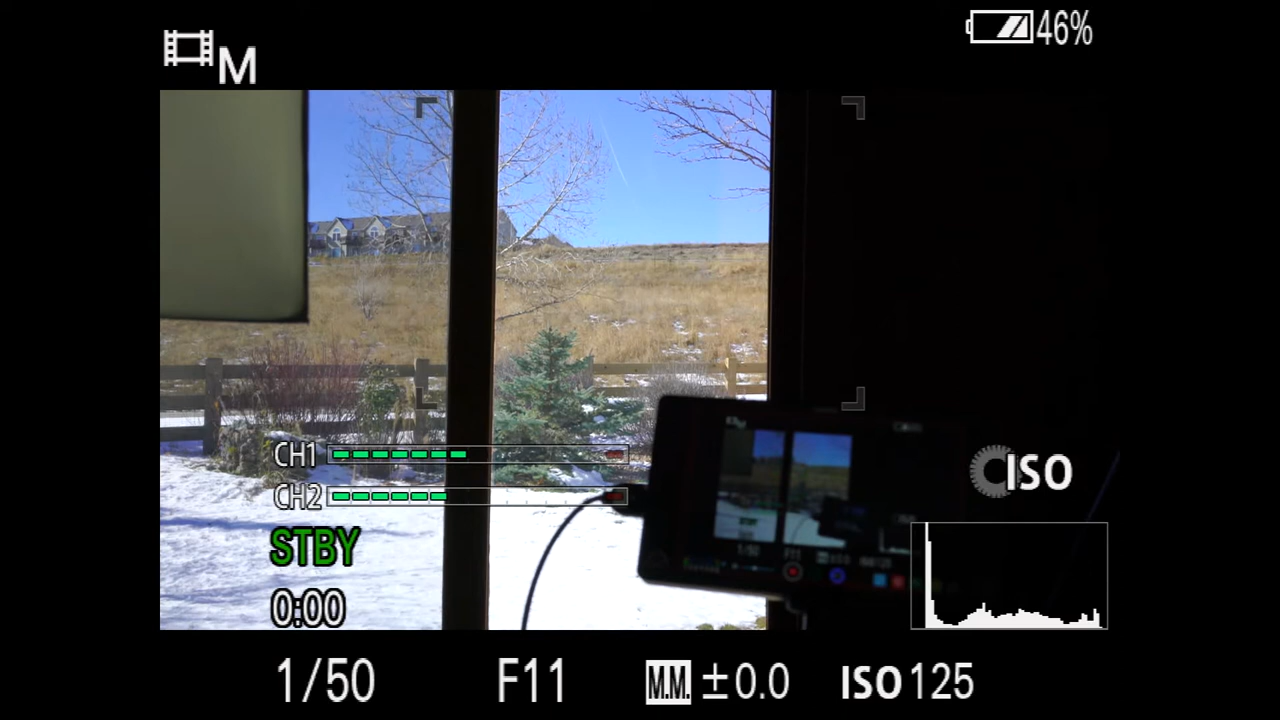 M
46%
CH1
CH2
ISO
STBY
0:00
1/50 F11 M.M. ±0.0 ISO 125